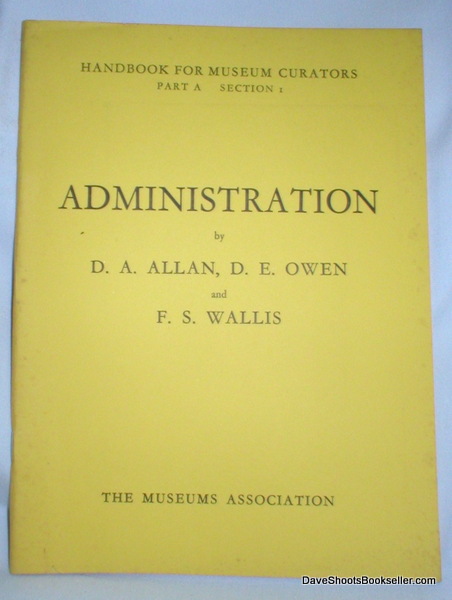 HANDBOOK FOR MUSEUM CURATORS
PART A SECTION 1
ADMINISTRATION
by
D. A. ALLAN, D. E. OWEN
and
F. S. WALLIS
THE MUSEUMS ASSOCIATION
DaveShootsBookseller.com